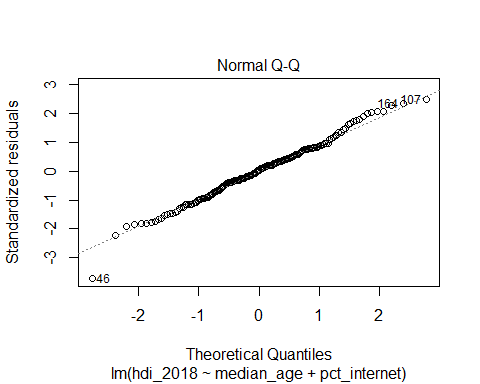 Normal Q-Q
Standardized residuals
3
2
1
0
-1
-2
-3
164
107
46
-2 -1 0 1 2
Theoretical Quantiles
lm(hdi_2018 ~ median_age + pct_internet)